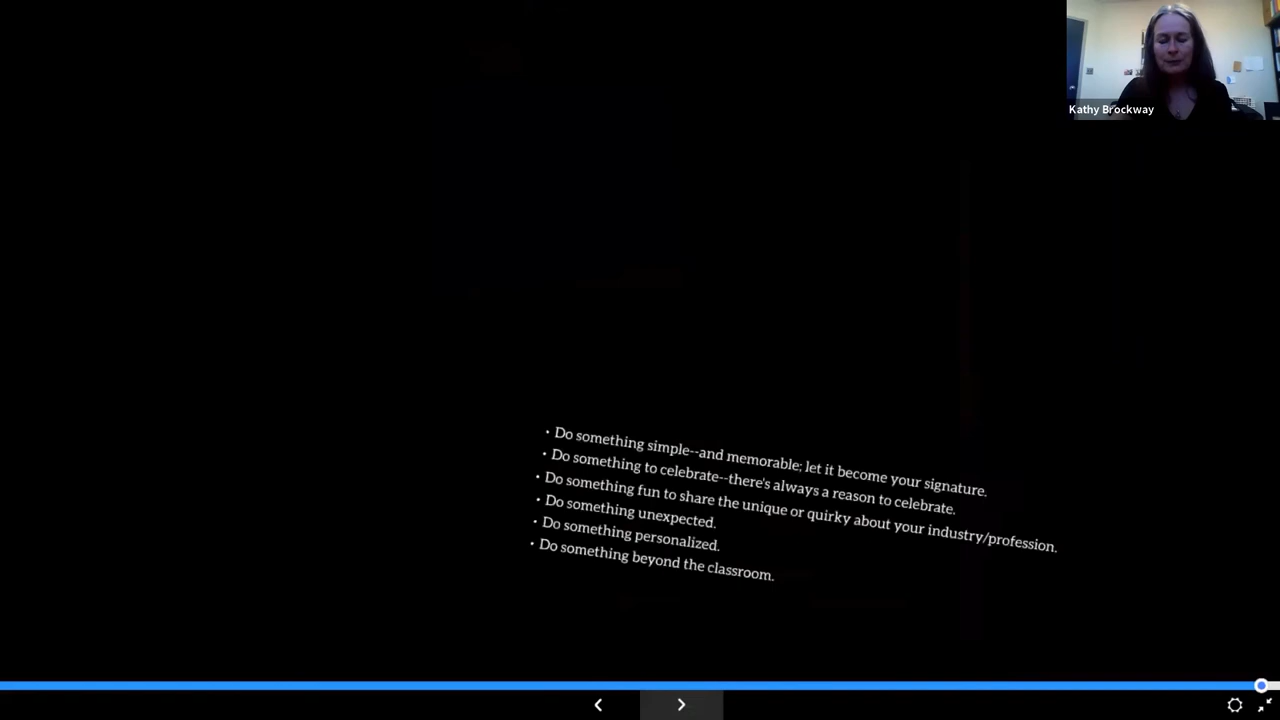 Kathy Brockway
• Do something simple--and memorable; let it become your signature.
• Do something to celebrate--there's always a reason to celebrate.
• Do something fun to share the unique or quirky about your industry/profession.
• Do something unexpected.
• Do something personalized.
• Do something beyond the classroom.